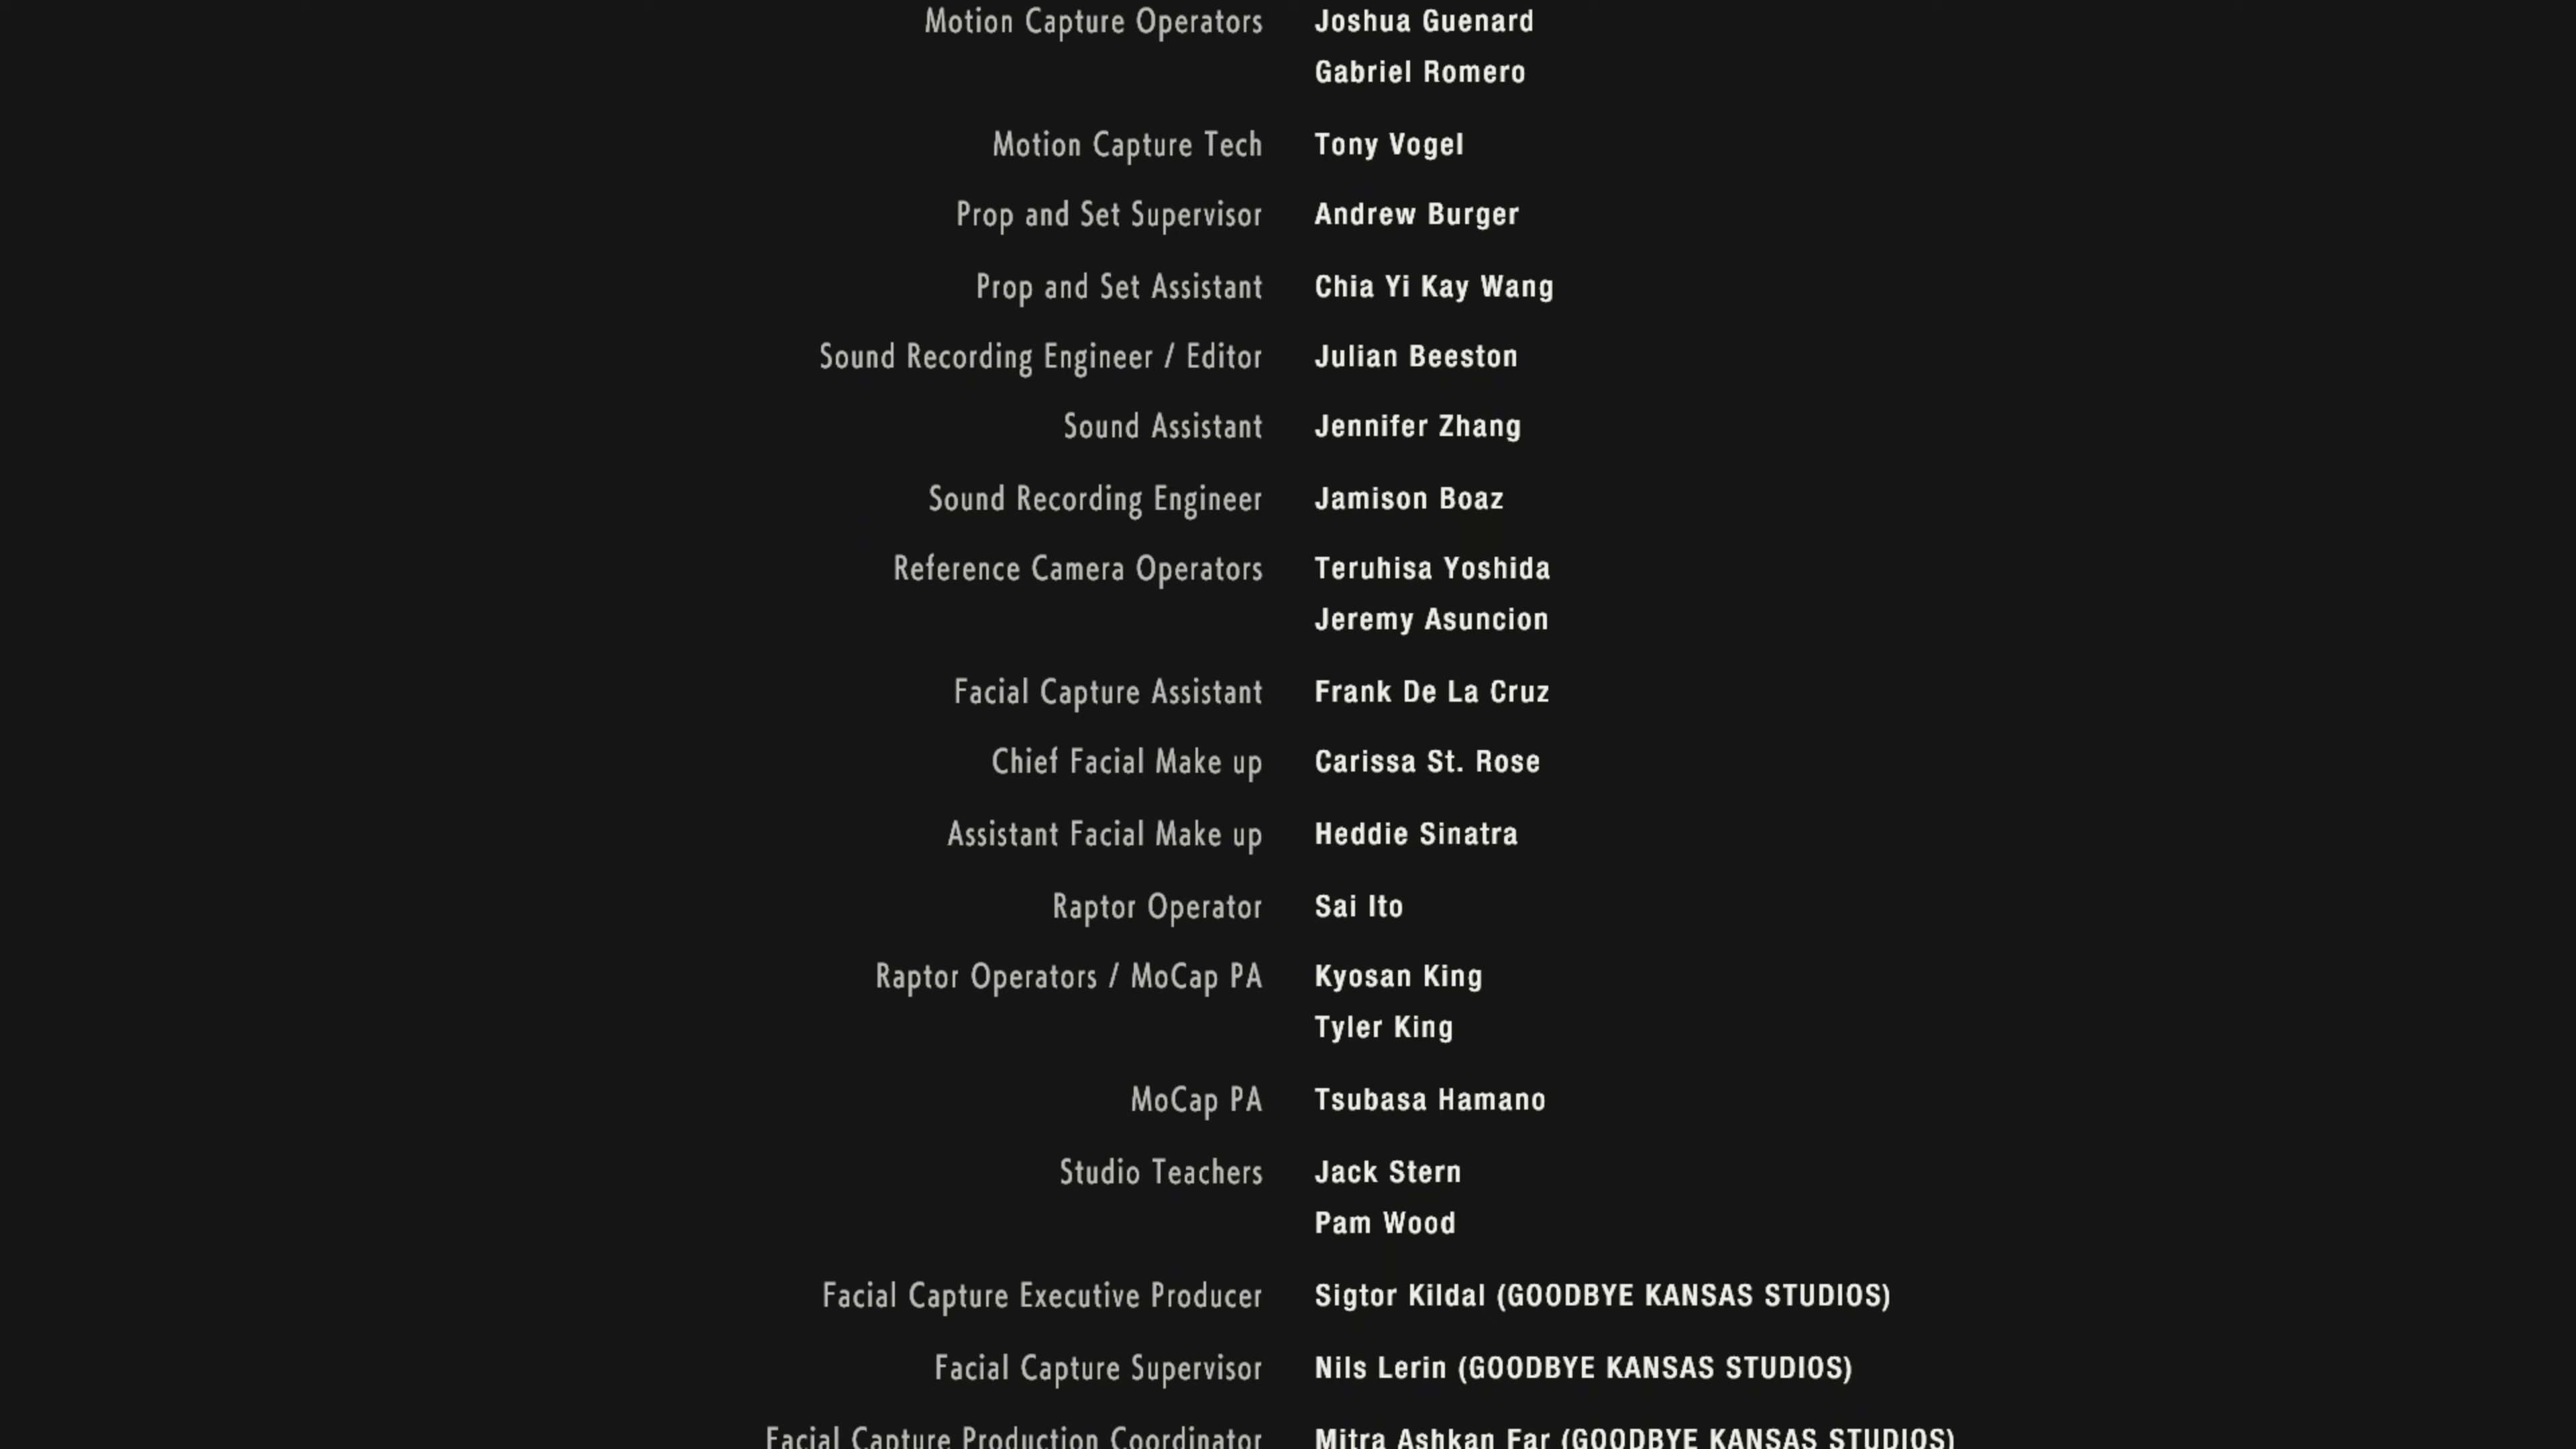 Motion Capture Operators Joshua Guenard
Gabriel Romero
Motion Capture Tech Tony Vogel
Prop and Set Supervisor Andrew Burger
Prop and Set Assistant Chia Yi Kay Wang
Sound Recording Engineer / Editor Julian Beeston
Sound Assistant Jennifer Zhang
Sound Recording Engineer Jamison Boaz
Reference Camera Operators Teruhisa Yoshida
Jeremy Asuncion
Facial Capture Assistant Frank De La Cruz
Chief Facial Make up Carissa St. Rose
Assistant Facial Make up Heddie Sinatra
Raptor Operator Sai Ito
Raptor Operators / MoCap PA Kyosan King
Tyler King
MoCap PA Tsubasa Hamano
Studio Teachers Jack Stern
Pam Wood
Facial Capture Executive Producer Sigtor Kildal (GOODBYE KANSAS STUDIOS)
Facial Capture Supervisor Nils Lerin (GOODBYE KANSAS STUDIOS)
Facial Capture Production Coordinator Mitra Ashkan Far (GOODBYE KANSAS STUDIOS)